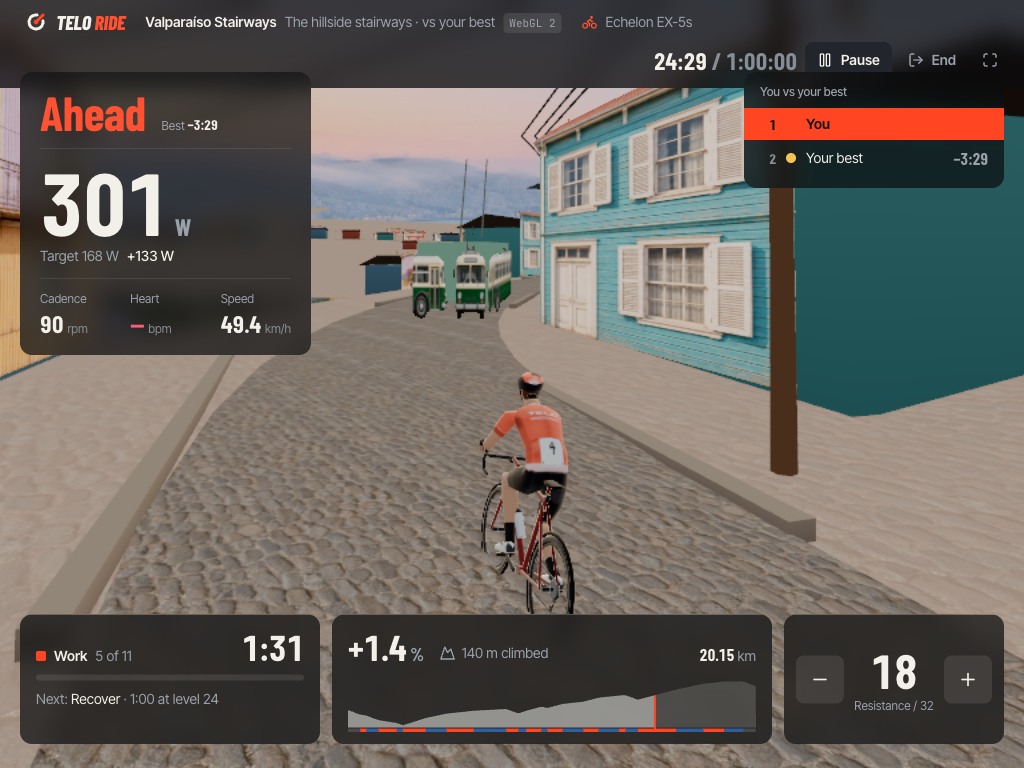 TELO RIDE Valparaíso Stairways The hillside stairways · vs your best WebGL 2 Echelon EX-5s
24:29 / 1:00:00 Pause End
Ahead Best –3:29
301 W
Target 168 W +133 W
Cadence Heart Speed
90 rpm – bpm 49.4 km/h
You vs your best
1 You
2 Your best –3:29
TELO
4
Work 5 of 11 1:31
Next: Recover · 1:00 at level 24
+1.4 % 140 m climbed 20.15 km
− 18 +
Resistance / 32